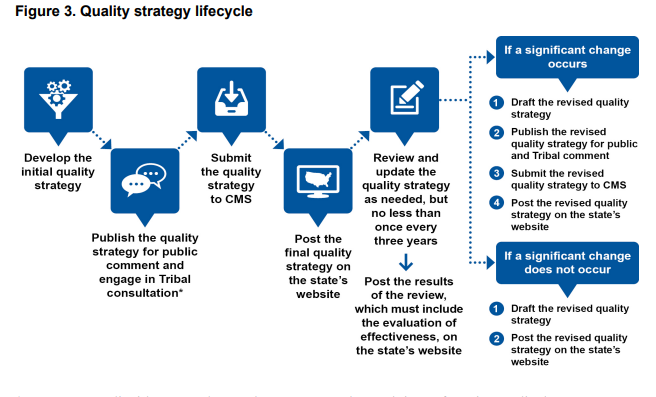 Figure 3. Quality strategy lifecycle
Develop the
initial quality
strategy
Publish the quality
strategy for public
comment and
engage in Tribal
consultation*
Submit
the quality
strategy
to CMS
Post the
final quality
strategy on
the state's
website
Review and
update the
quality strategy
as needed, but
no less than
once every
three years
Post the results
of the review,
which must include
the evaluation of
effectiveness, on
the state's website
If a significant change
occurs
1 Draft the revised quality
strategy
2 Publish the revised
quality strategy for public
and Tribal comment
3 Submit the revised
quality strategy to CMS
4 Post the revised quality
strategy on the state's
website
If a significant change
does not occur
1 Draft the revised quality
strategy
2 Post the revised quality
strategy on the state's
website